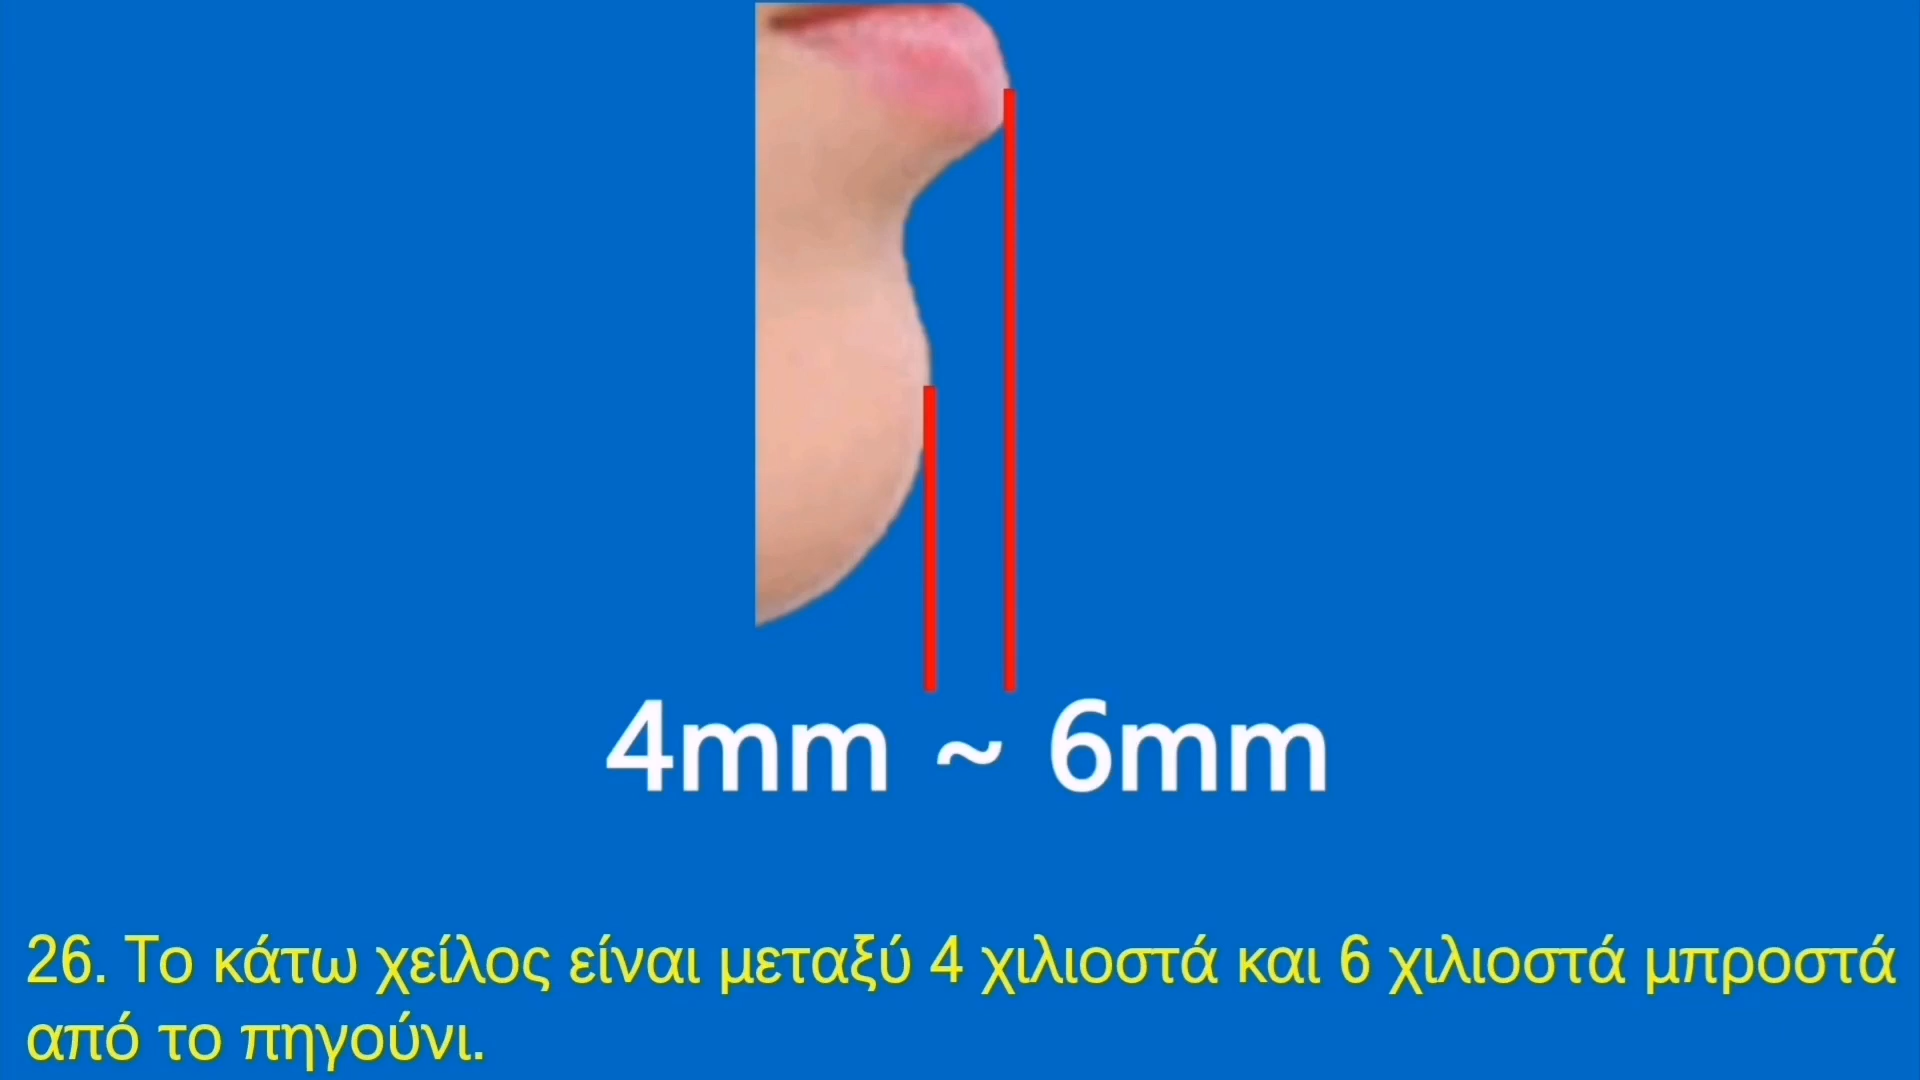 4mm ~ 6mm
26. Το κάτω χείλος είναι μεταξύ 4 χιλιοστά και 6 χιλιοστά μπροστά
από το πηγούνι.